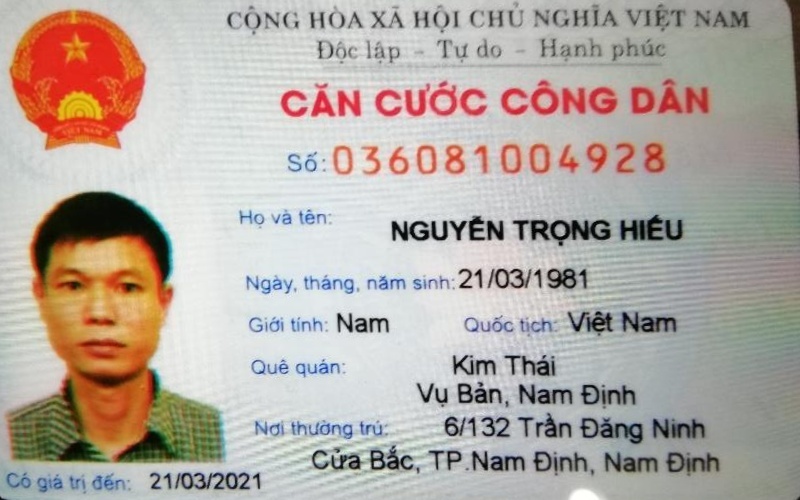 CỘNG HÒA XÃ HỘI CHỦ NGHĨA VIỆT NAM
Độc lập - Tự do - Hạnh phúc
CĂN CƯỚC CÔNG DÂN
Số: 036081004928
Họ và tên: NGUYỄN TRỌNG HIẾU
Ngày, tháng, năm sinh: 21/03/1981
Giới tính: Nam Quốc tịch: Việt Nam
Quê quán: Kim Thái
Vụ Bản, Nam Định
Nơi thường trú: 6/132 Trần Đăng Ninh
Cửa Bắc, TP.Nam Định, Nam Định
Có giá trị đến: 21/03/2021
VIỆT NAM